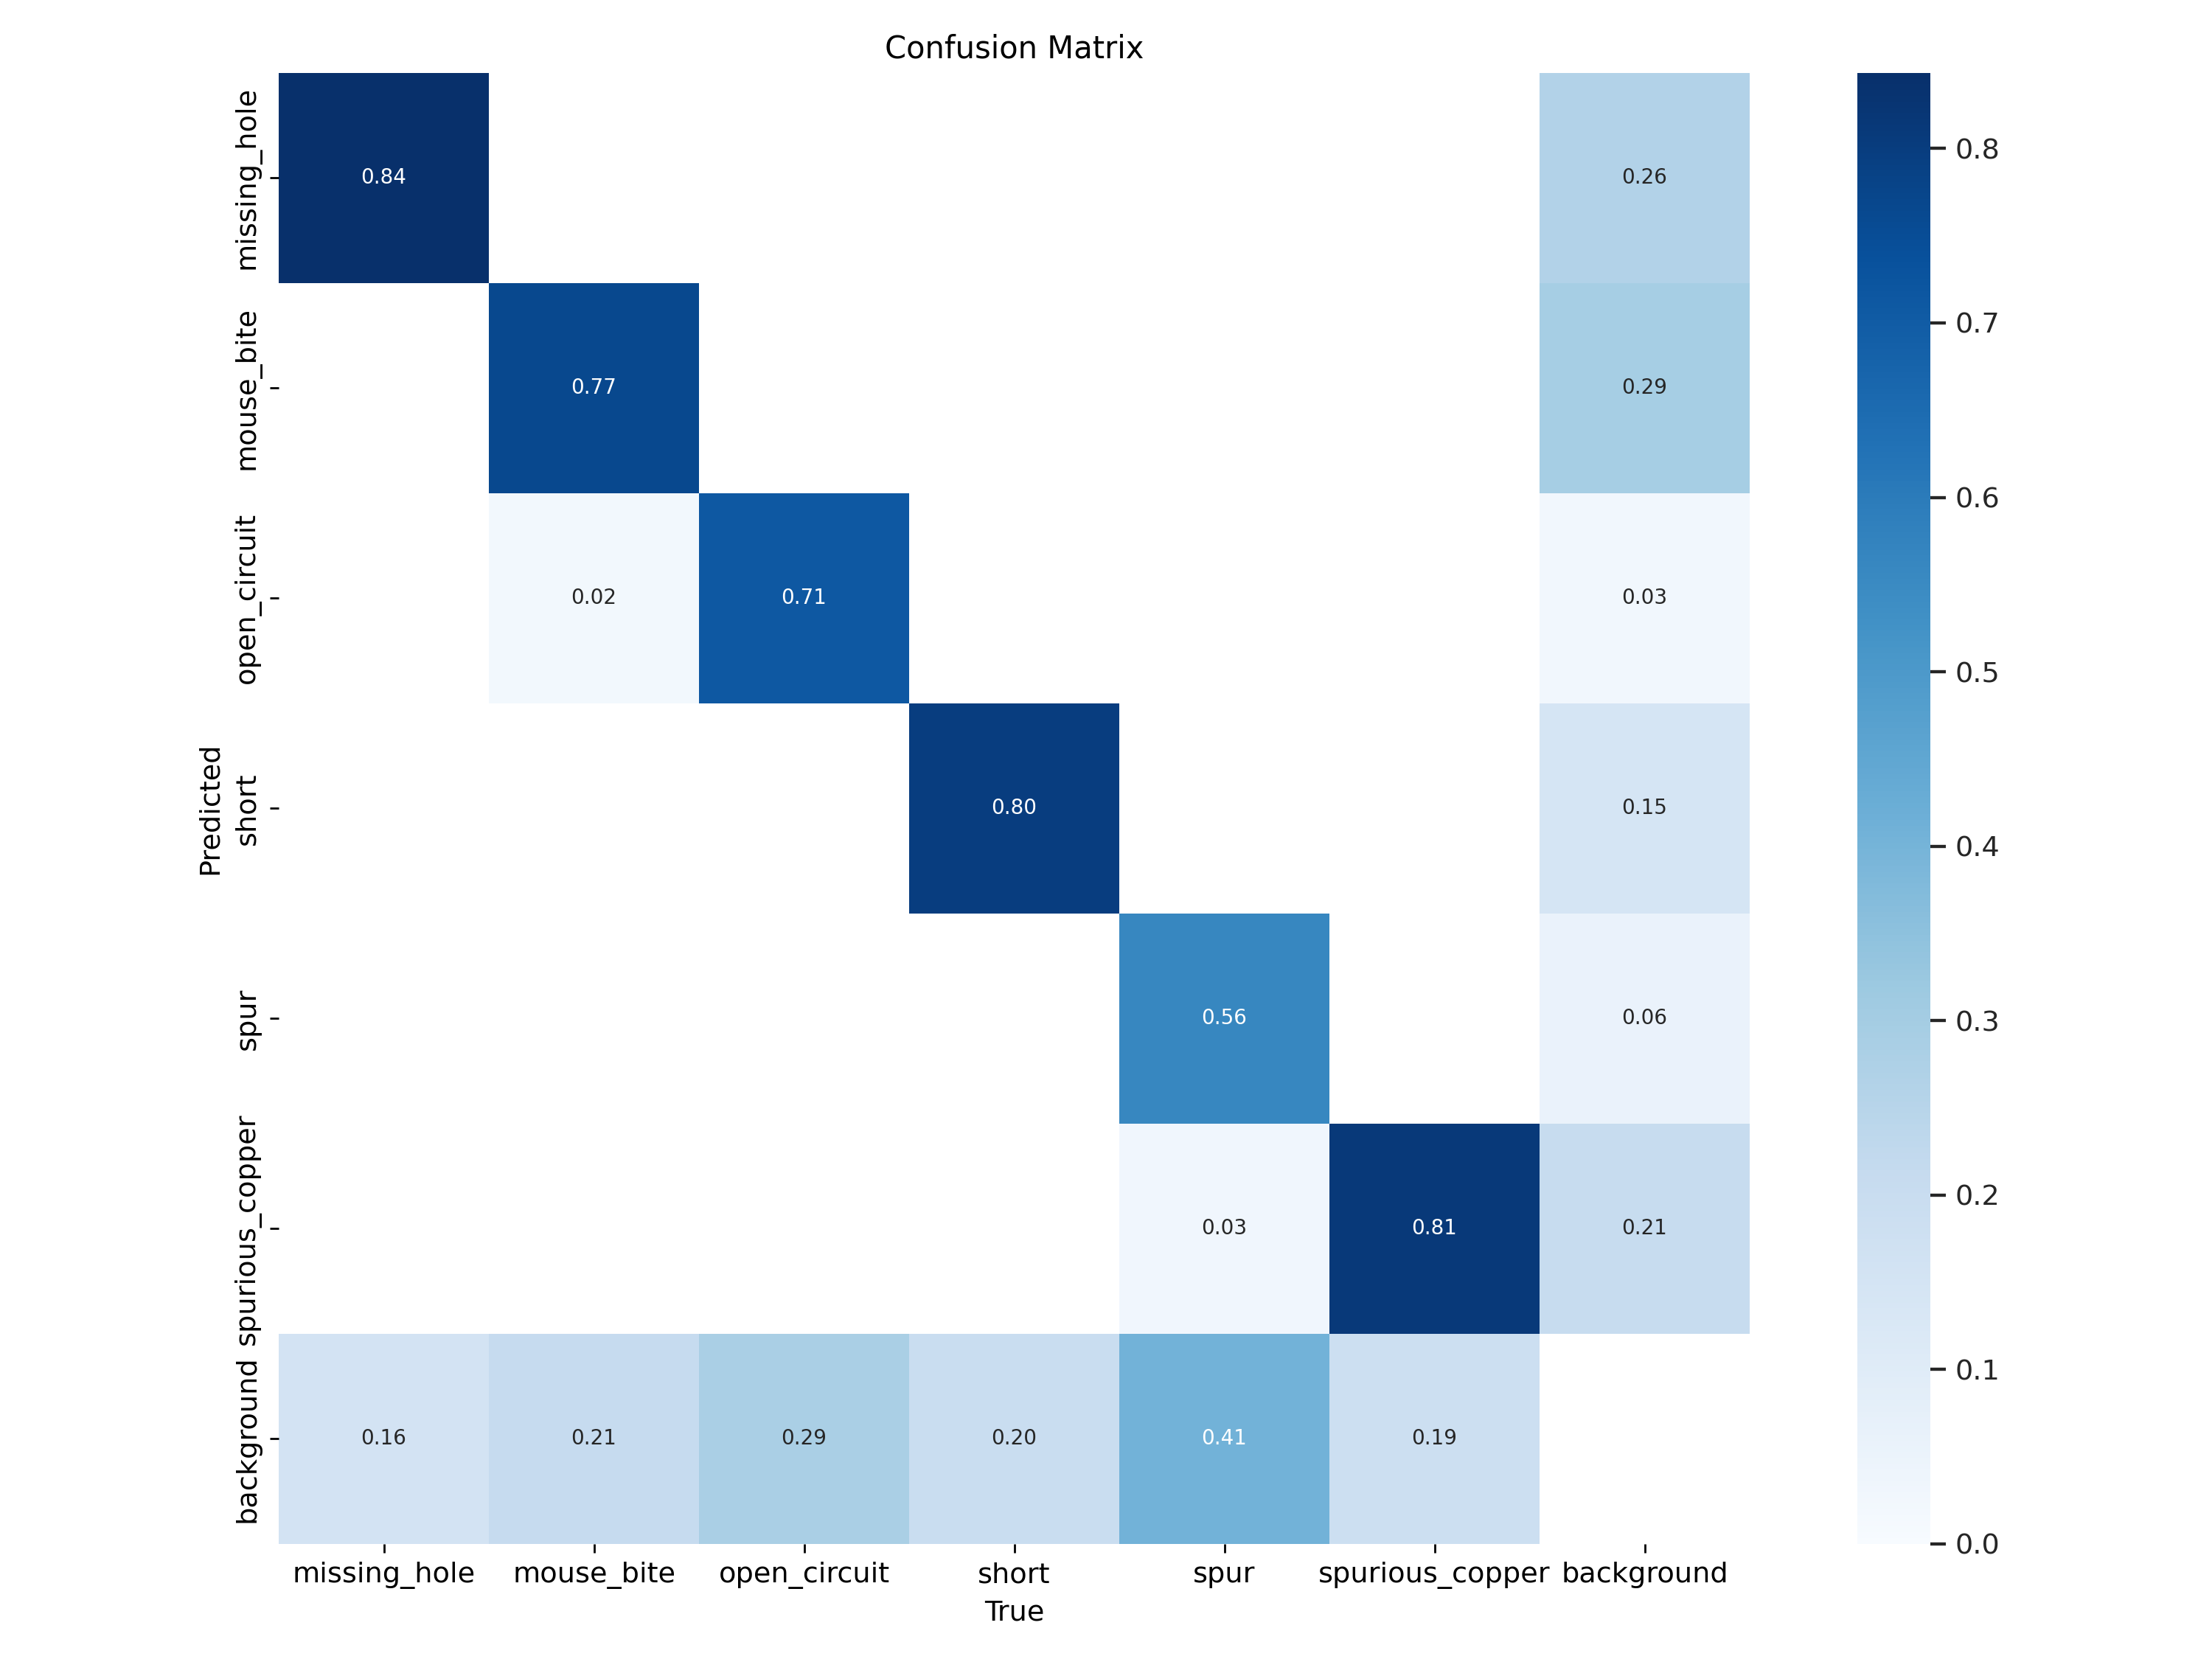 Confusion Matrix
Predicted
missing_hole
0.84
0.26
mouse_bite
0.77
0.29
open_circuit
0.02
0.71
0.03
short
0.80
0.15
spur
0.56
0.06
spurious_copper
0.03
0.81
0.21
background
0.16
0.21
0.29
0.20
0.41
0.19
missing_hole
mouse_bite
open_circuit
short
spur
spurious_copper
background
True
0.8
0.7
0.6
0.5
0.4
0.3
0.2
0.1
0.0